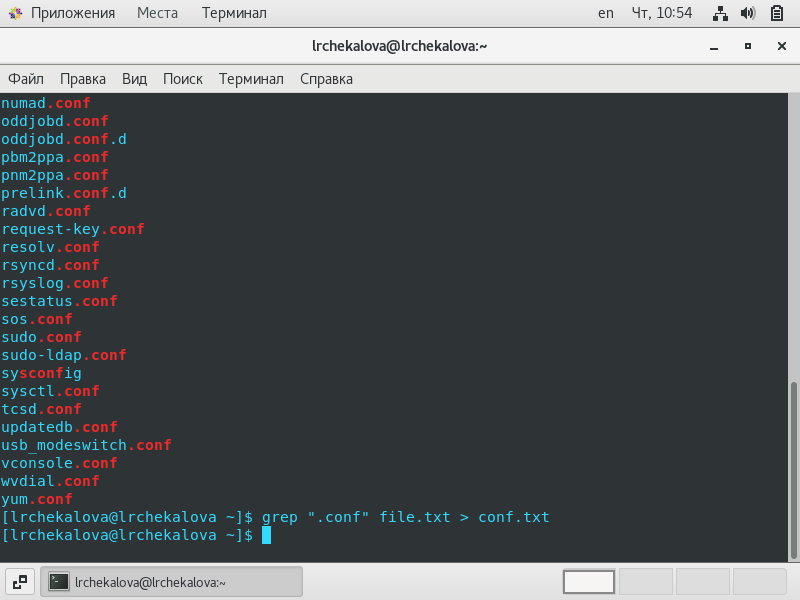 Приложения Места Терминал en Чт, 10:54
lrchekalova@lrchekalova:~
Файл Правка Вид Поиск Терминал Справка
numad.conf
oddjobd.conf
oddjobd.conf.d
pbm2ppa.conf
pnm2ppa.conf
prelink.conf.d
radvd.conf
request-key.conf
resolv.conf
rsyncd.conf
rsyslog.conf
sestatus.conf
sos.conf
sudo.conf
sudo-ldap.conf
sysconfig
sysctl.conf
tcsd.conf
updatedb.conf
usb_modeswitch.conf
vconsole.conf
wvdial.conf
yum.conf
[lrchekalova@lrchekalova ~]$ grep ".conf" file.txt > conf.txt
[lrchekalova@lrchekalova ~]$
lrchekalova@lrchekalova:~